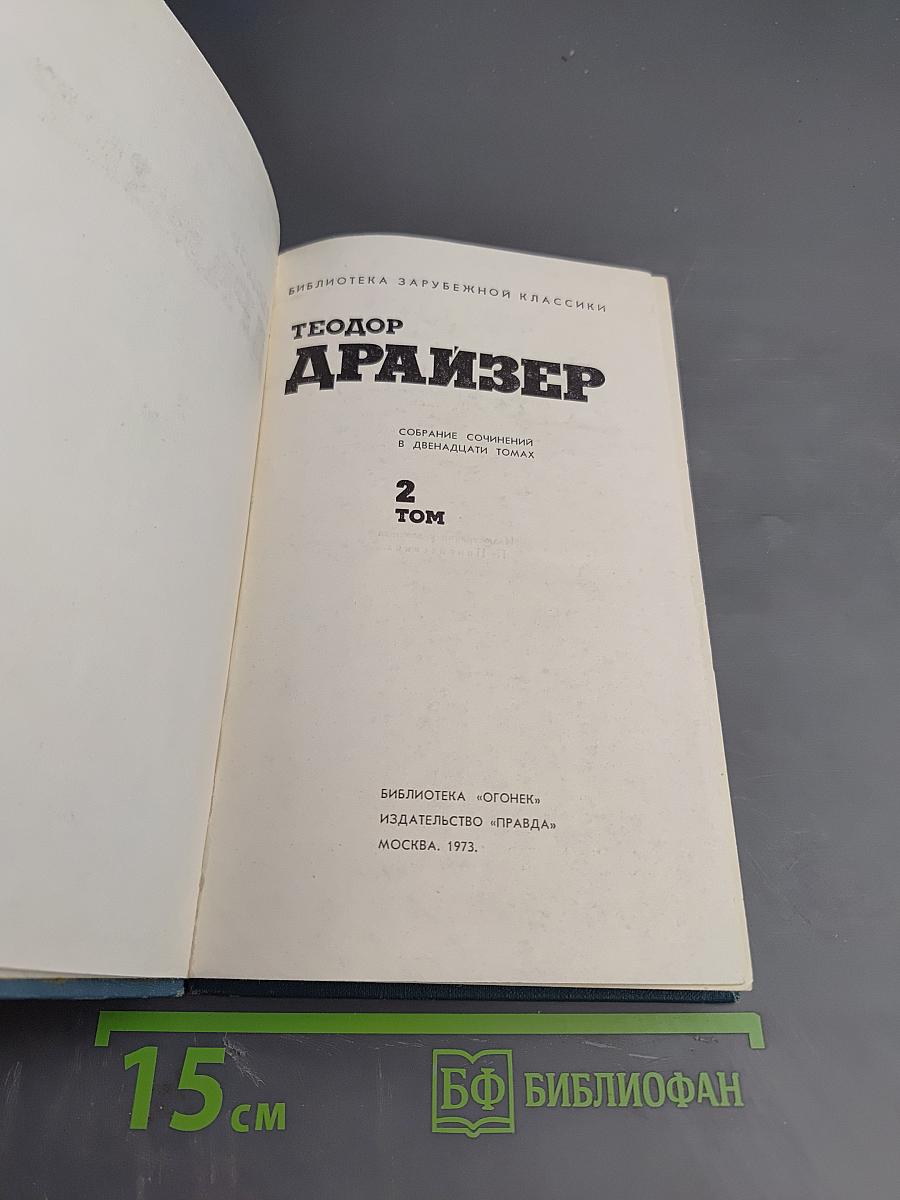 БИБЛИОТЕКА ЗАРУБЕЖНОЙ КЛАССИКИ
ТЕОДОР
ДРАЙЗЕР
СОБРАНИЕ СОЧИНЕНИЙ
В ДВЕНАДЦАТИ ТОМАХ
2
ТОМ
БИБЛИОТЕКА «ОГОНЕК»
ИЗДАТЕЛЬСТВО «ПРАВДА»
МОСКВА. 1973.
15 см
БФ БИБЛИОФАН